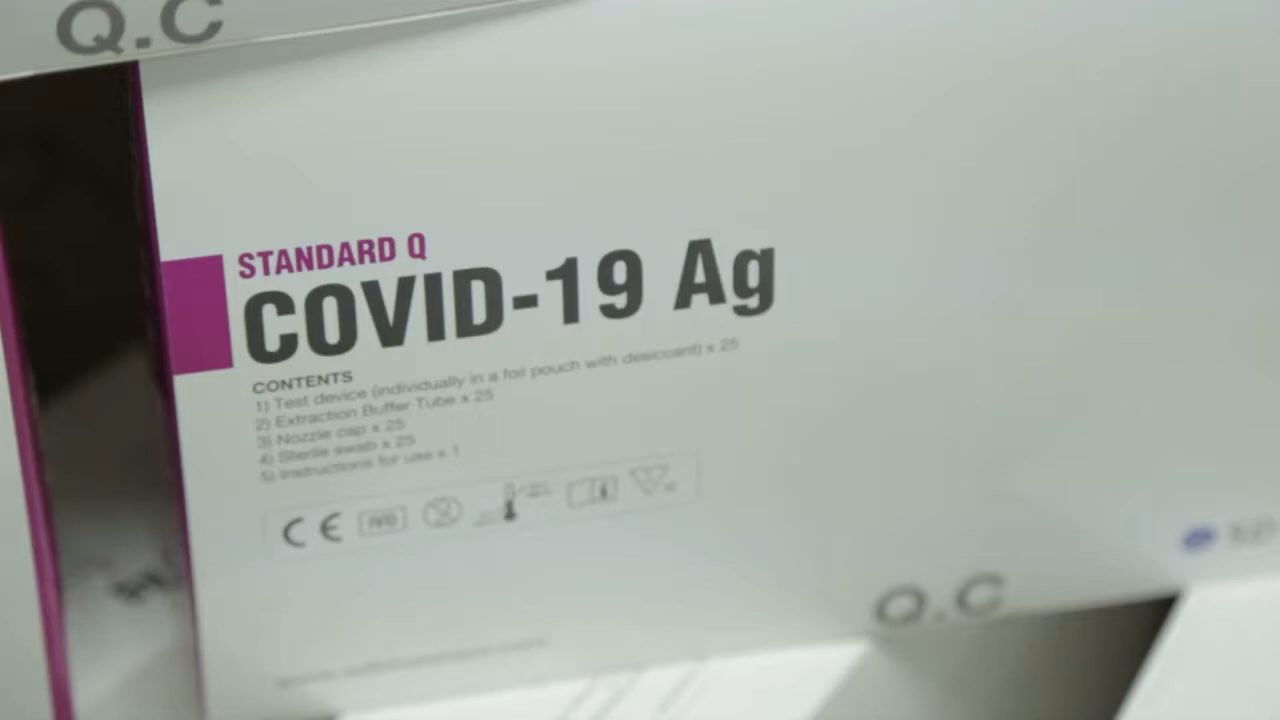 Q.C
STANDARD Q
COVID-19 Ag
CONTENTS
1) Test device (individually in a foil pouch with desiccant) x 25
2) Extraction Buffer Tube x 25
3) Nozzle cap x 25
4) Sterile swab x 25
5) Instructions for use x 1
CE IVD
Q.C